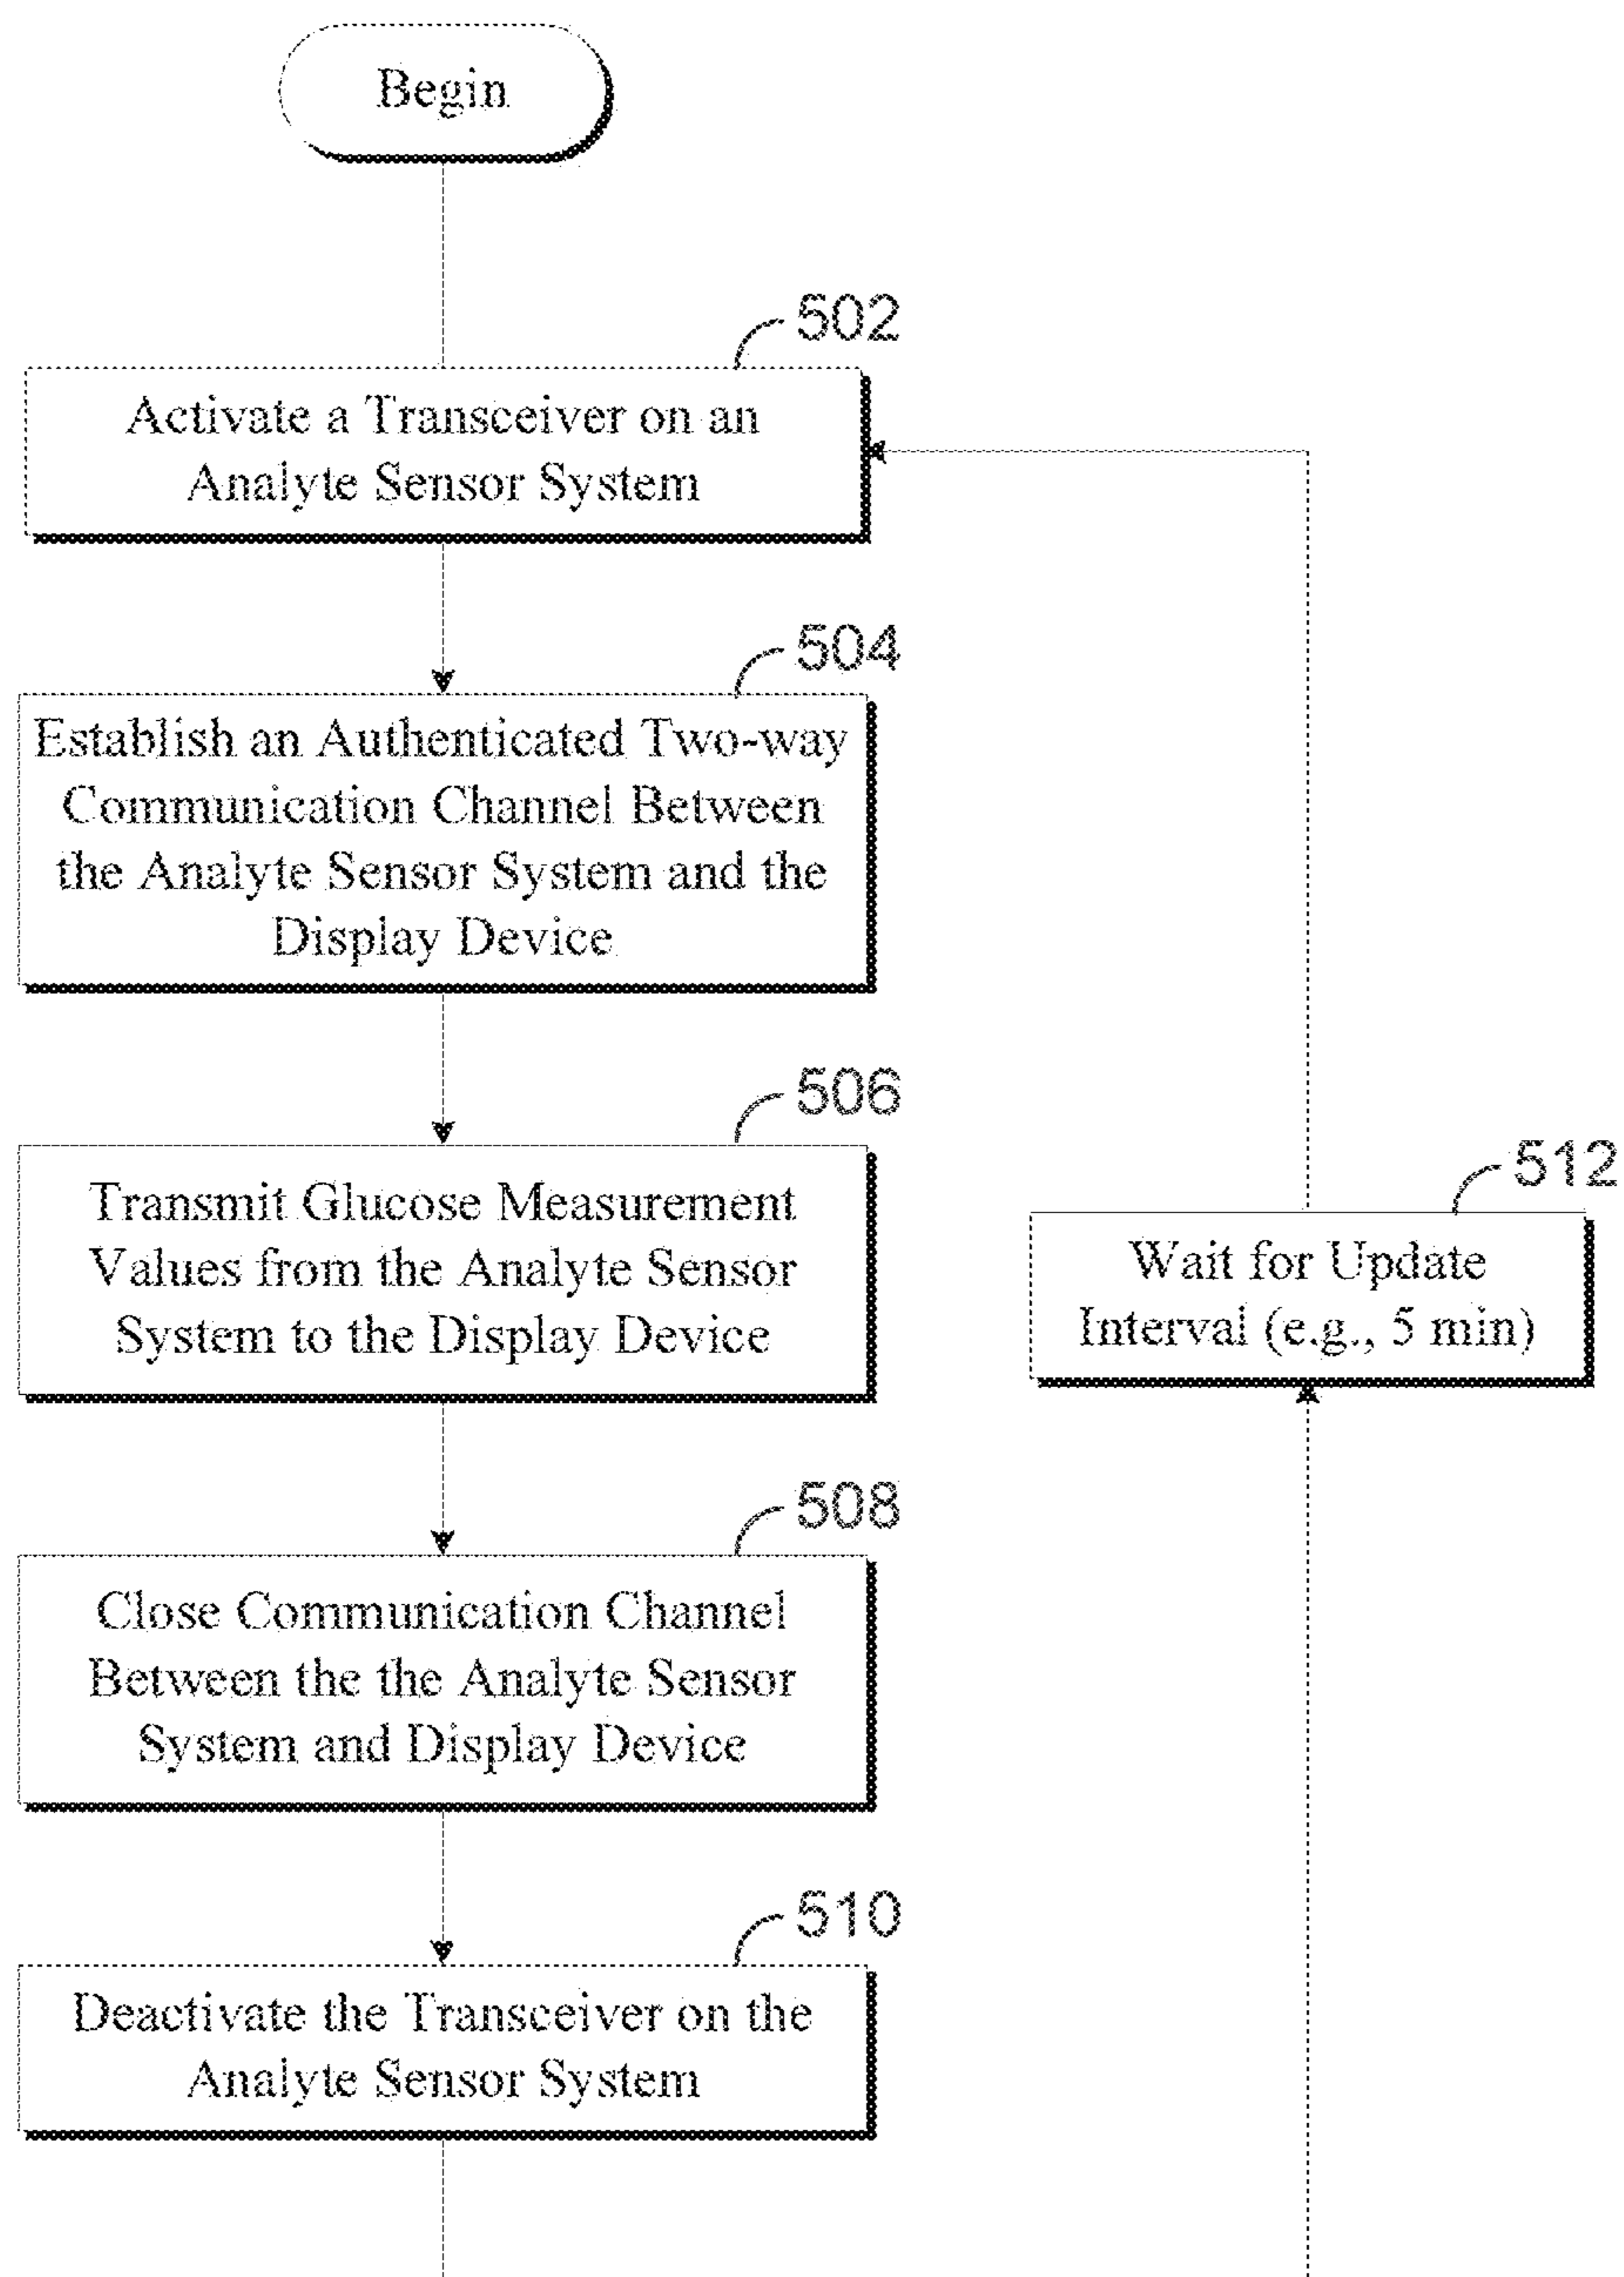 Begin
502
Activate a Transceiver on an
Analyte Sensor System
504
Establish an Authenticated Two-way
Communication Channel Between
the Analyte Sensor System and the
Display Device
506
Transmit Glucose Measurement
Values from the Analyte Sensor
System to the Display Device
512
Wait for Update
Interval (e.g., 5 min)
508
Close Communication Channel
Between the the Analyte Sensor
System and Display Device
510
Deactivate the Transceiver on the
Analyte Sensor System